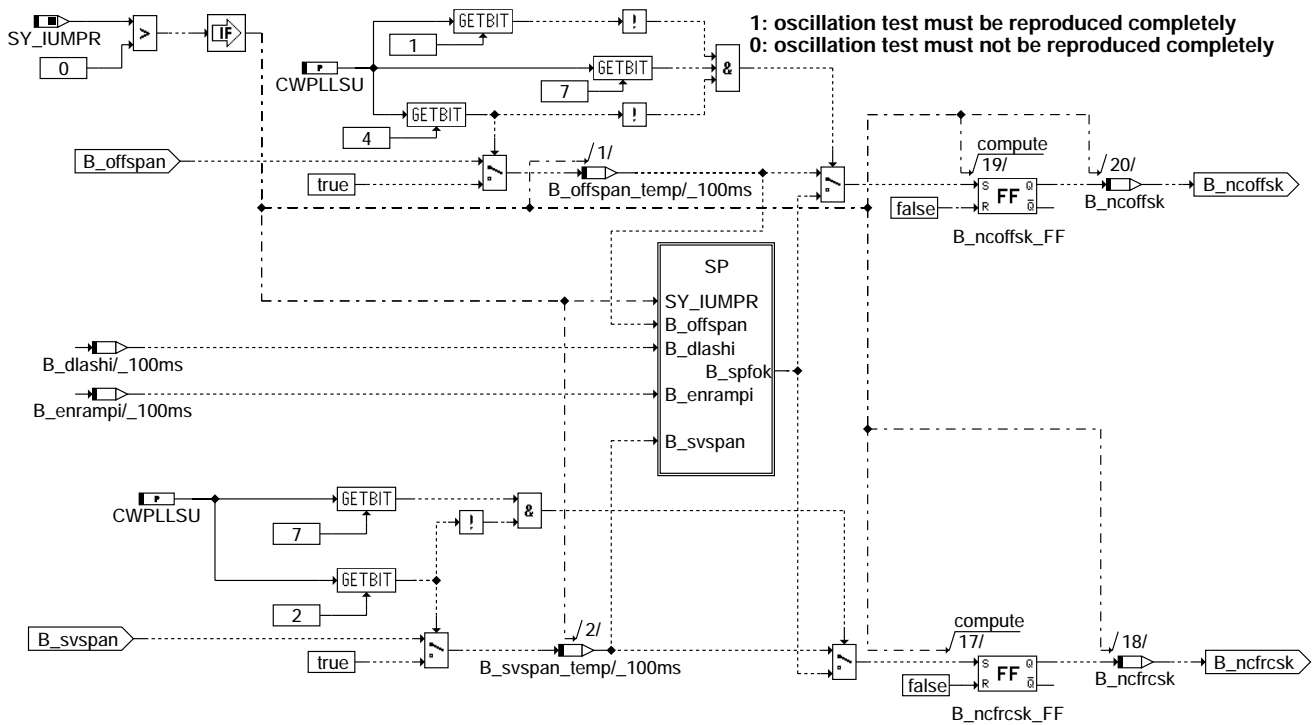 1: oscillation test must be reproduced completely
0: oscillation test must not be reproduced completely
SY_IUMPR
>
IF
0
GETBIT
!
1
P
CWPLLSU
GETBIT
&
7
GETBIT
!
4
B_offspan
true
/1/
B_offspan_temp/_100ms
compute
19/
/20/
S Q
FF
R Q
false
B_ncoffsk_FF
B_ncoffsk
B_ncoffsk
SP
SY_IUMPR
B_offspan
B_dlashi
B_spfok
B_enrampi
B_svspan
B_dlashi/_100ms
B_enrampi/_100ms
P
CWPLLSU
GETBIT
&
7
!
GETBIT
2
B_svspan
true
/2/
B_svspan_temp/_100ms
compute
17/
/18/
S Q
FF
R Q
false
B_ncfrcsk_FF
B_ncfrcsk
B_ncfrcsk